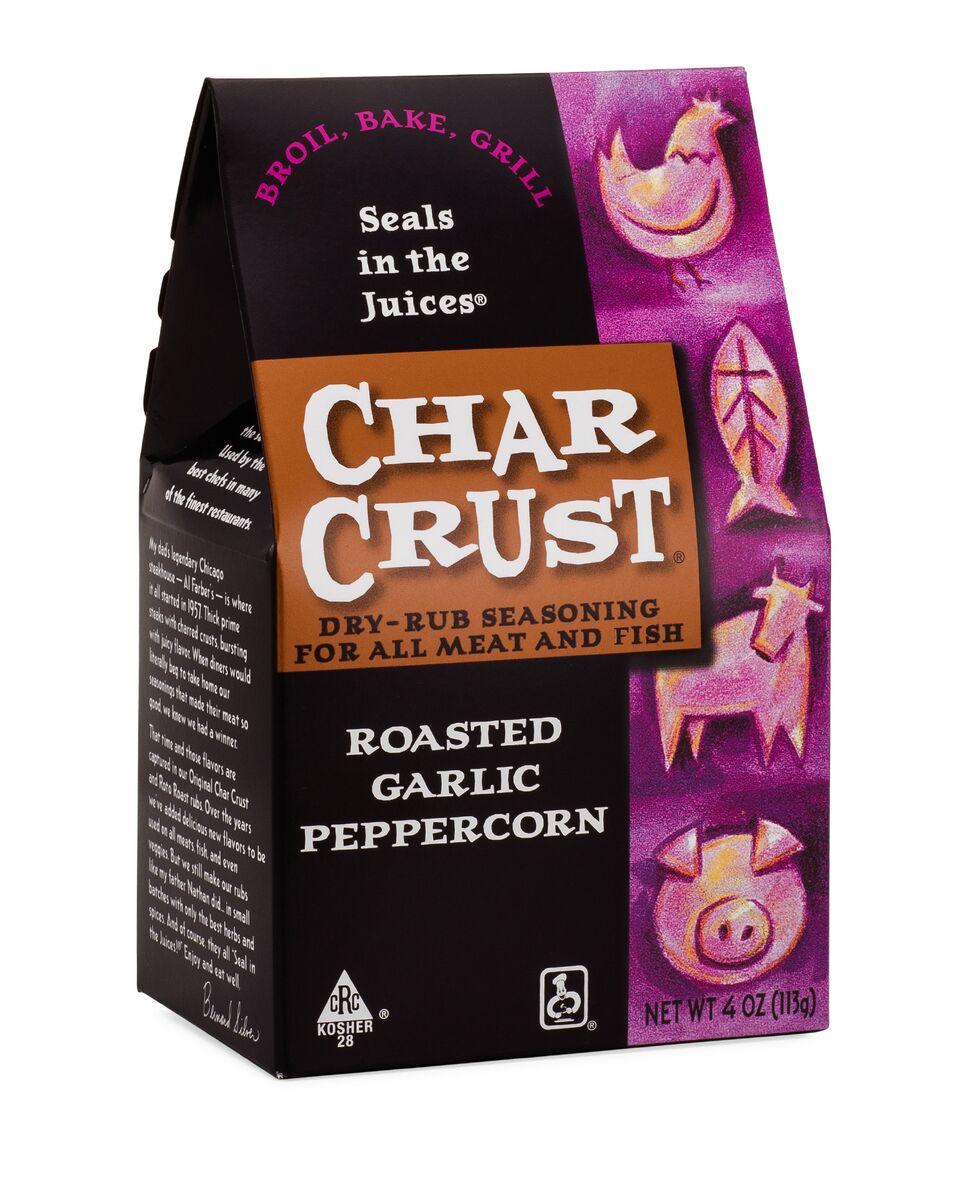 BROIL, BAKE, GRILL
Seals
in the
Juices®
CHAR
CRUST®
DRY-RUB SEASONING
FOR ALL MEAT AND FISH
ROASTED
GARLIC
PEPPERCORN
CRC
KOSHER ®
28
®
NET WT 4 OZ (113g)
Used by the
best chefs in many
of the finest restaurants.
My dad's legendary Chicago
steakhouse — Al Farber's — is where
it all started in 1957. Thick prime
steaks with charred crusts, bursting
with juicy flavor. When diners would
literally beg to take home our
seasonings that made their meat so
good, we knew we had a winner.
That time and those flavors are
captured in our Original Char Crust
and Roto Roast rubs. Over the years
we've added delicious new flavors to be
used on all meats, fish, and even
veggies. But we still make our rubs
like my father Nathan did... in small
batches with only the best herbs and
spices. And of course, they all "Seal in
the Juices!!" Enjoy and eat well.
Bernard Silver